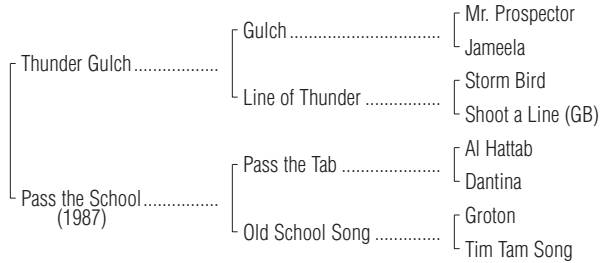 Mr. Prospector
Gulch
Jameela
Thunder Gulch
Storm Bird
Line of Thunder
Shoot a Line (GB)
Al Hattab
Pass the Tab
Dantina
Pass the School
(1987)
Groton
Old School Song
Tim Tam Song